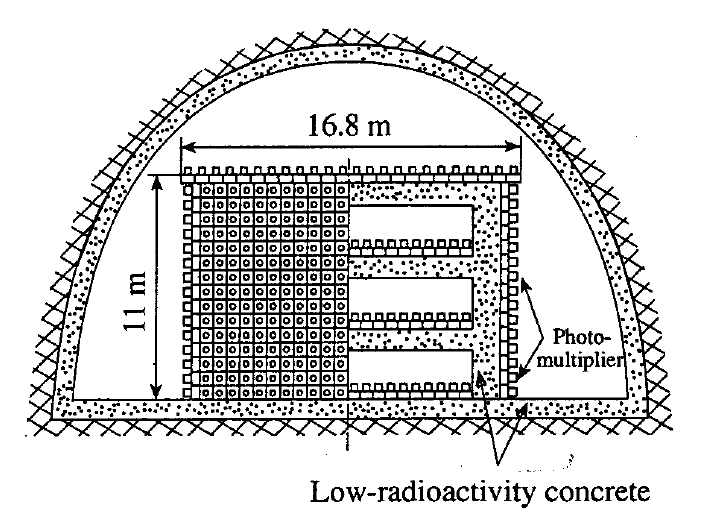 16.8 m
11 m
Photo-
multiplier
Low-radioactivity concrete